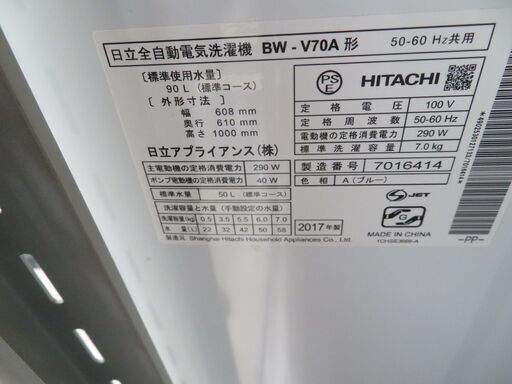 日立全自動電気洗濯機 BW-V70A 形 50-60 Hz共用
〔標準使用水量〕
90 L (標準コース)
〔外形寸法〕
幅 608 mm
奥行 610 mm
高さ 1000 mm
日立アプライアンス(株)
主電動機の定格消費電力 290 W
ポンプ電動機の定格消費電力 40 W
標準水量 50 L (標準コース)
洗濯容量と水量(手動設定の水量)
洗濯容量(kg) 0.5 3.5 5.5 6.0 7.0
水量(L) 22 32 42 50 58
製造元 Shanghai Hitachi Household Appliances Co., Ltd.
PSE
HITACHI
定格電圧 100 V
定格周波数 50-60 Hz
電動機の定格消費電力 290 W
標準洗濯容量 7.0 kg
製造番号 7016414
色相 A(ブルー)
2017年製
S JET
G
MADE IN CHINA
-PP-